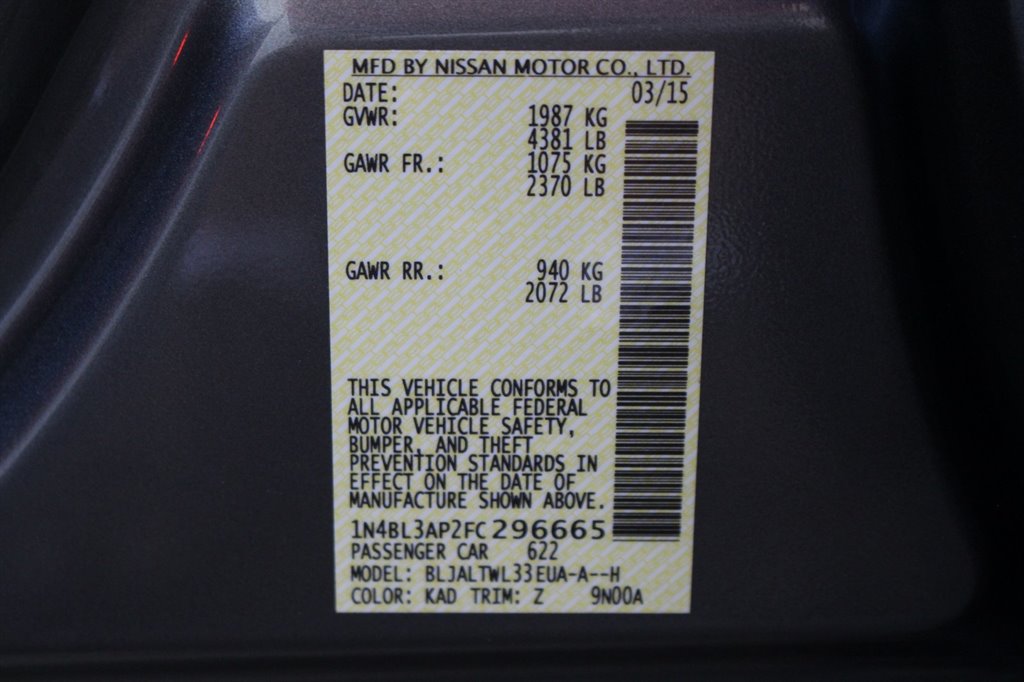 MFD BY NISSAN MOTOR CO., LTD.
DATE: 03/15
GVWR: 1987 KG
4381 LB
GAWR FR.: 1075 KG
2370 LB
GAWR RR.: 940 KG
2072 LB
THIS VEHICLE CONFORMS TO
ALL APPLICABLE FEDERAL
MOTOR VEHICLE SAFETY,
BUMPER, AND THEFT
PREVENTION STANDARDS IN
EFFECT ON THE DATE OF
MANUFACTURE SHOWN ABOVE.
1N4BL3AP2FC296665
PASSENGER CAR 622
MODEL: BLJALTWL33EUA-A--H
COLOR: KAD TRIM: Z 9N00A